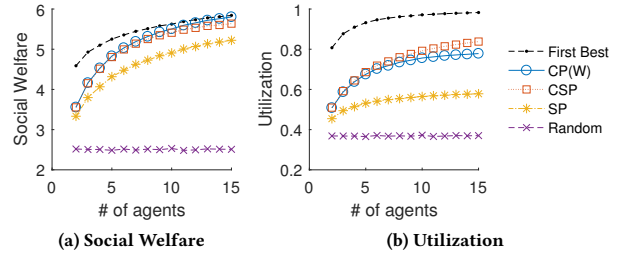 6
5
4
3
2
0
5
10
15
Social Welfare
# of agents
(a) Social Welfare
1
0.8
0.6
0.4
0.2
0
5
10
15
Utilization
# of agents
(b) Utilization
First Best
CP(W)
CSP
SP
Random